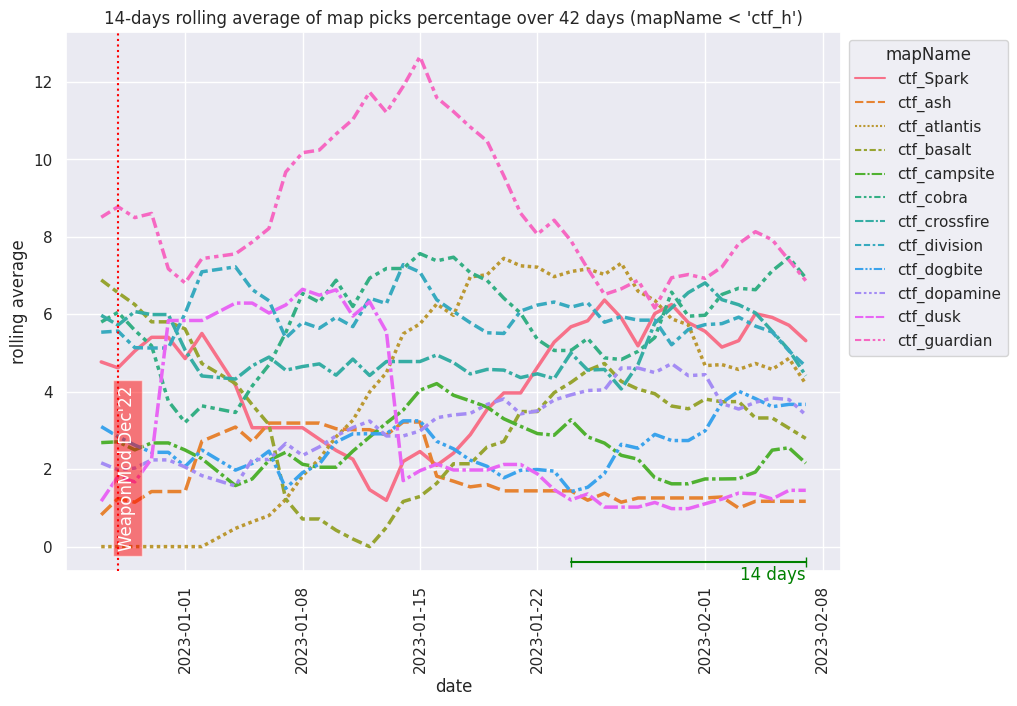 14-days rolling average of map picks percentage over 42 days (mapName < 'ctf_h')
12
10
8
6
4
2
0
rolling average
WeaponMod Dec'22
14 days
2023-01-01
2023-01-08
2023-01-15
2023-01-22
2023-02-01
2023-02-08
date
mapName
ctf_Spark
ctf_ash
ctf_atlantis
ctf_basalt
ctf_campsite
ctf_cobra
ctf_crossfire
ctf_division
ctf_dogbite
ctf_dopamine
ctf_dusk
ctf_guardian